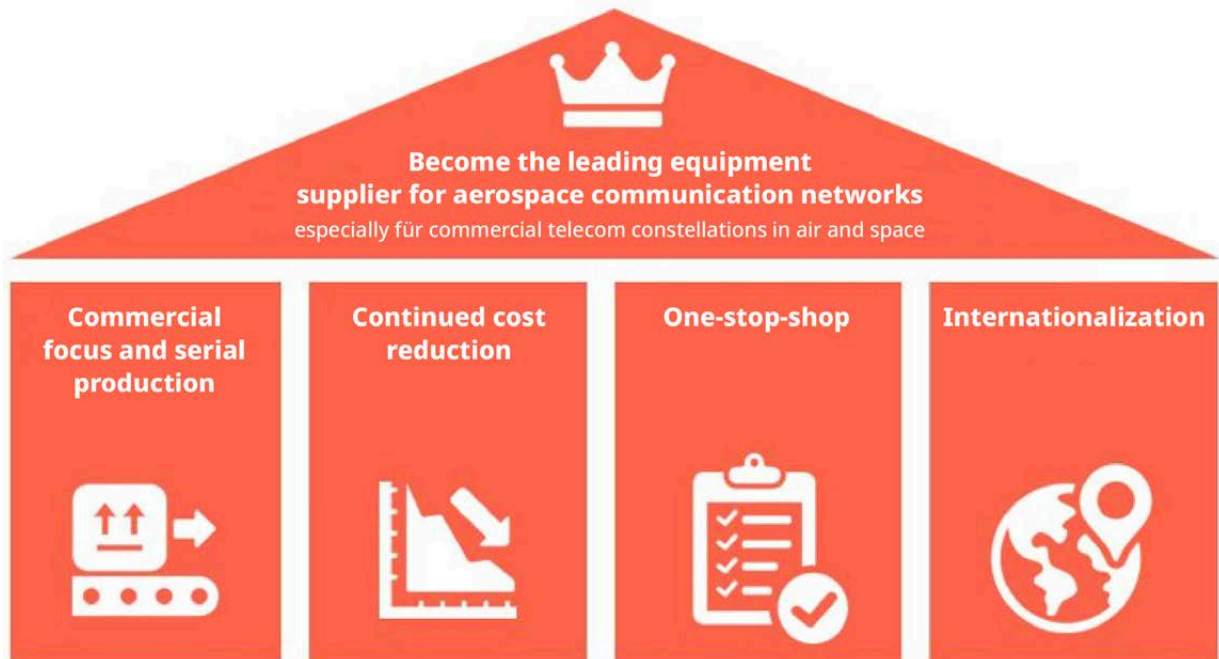 Become the leading equipment
supplier for aerospace communication networks
especially für commercial telecom constellations in air and space
Commercial
focus and serial
production
Continued cost
reduction
One-stop-shop
Internationalization